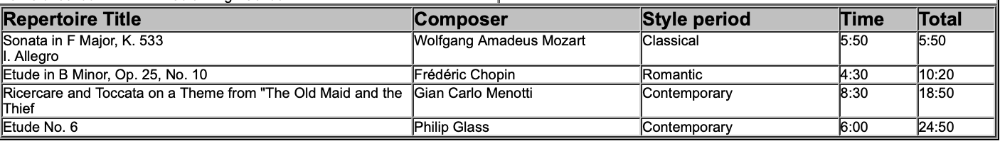 Repertoire Title Composer Style period Time Total
Sonata in F Major, K. 533 Wolfgang Amadeus Mozart Classical 5:50 5:50
I. Allegro
Etude in B Minor, Op. 25, No. 10 Frédéric Chopin Romantic 4:30 10:20
Ricercare and Toccata on a Theme from "The Old Maid and the Gian Carlo Menotti Contemporary 8:30 18:50
Thief
Etude No. 6 Philip Glass Contemporary 6:00 24:50